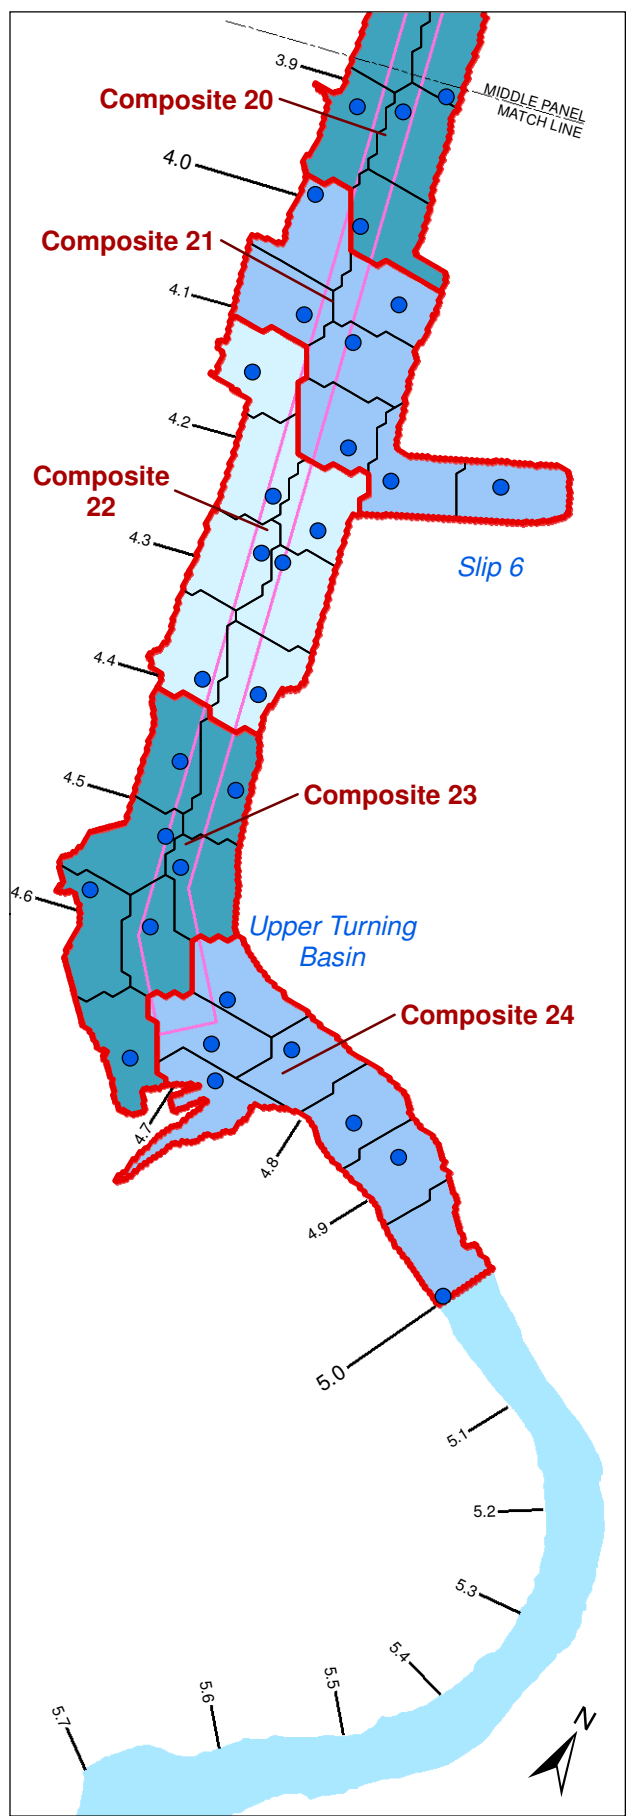 3.9
MIDDLE PANEL
MATCH LINE
Composite 20
4.0
Composite 21
4.1
4.2
Composite
22
4.3
Slip 6
4.4
4.5
Composite 23
4.6
Upper Turning
Basin
Composite 24
4.7
4.8
4.9
5.0
5.1
5.2
5.3
5.4
5.5
5.6
5.7
N